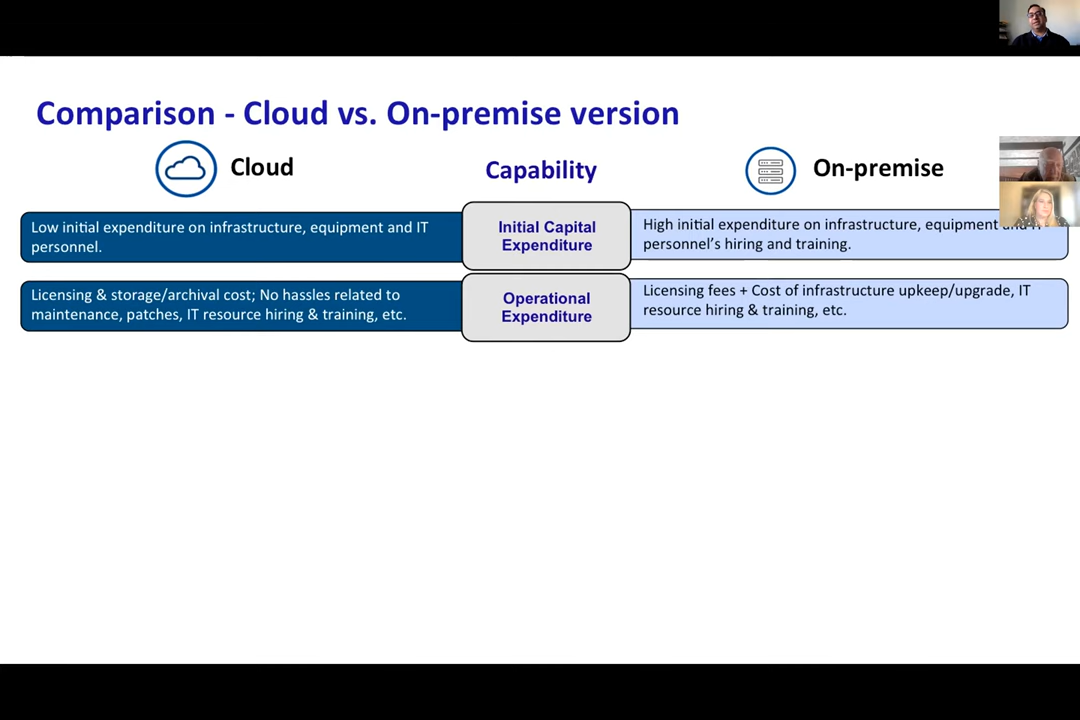 Comparison - Cloud vs. On-premise version
Cloud
Capability
On-premise
Low initial expenditure on infrastructure, equipment and IT
personnel.
Initial Capital
Expenditure
High initial expenditure on infrastructure, equipment and IT
personnel's hiring and training.
Licensing & storage/archival cost; No hassles related to
maintenance, patches, IT resource hiring & training, etc.
Operational
Expenditure
Licensing fees + Cost of infrastructure upkeep/upgrade, IT
resource hiring & training, etc.